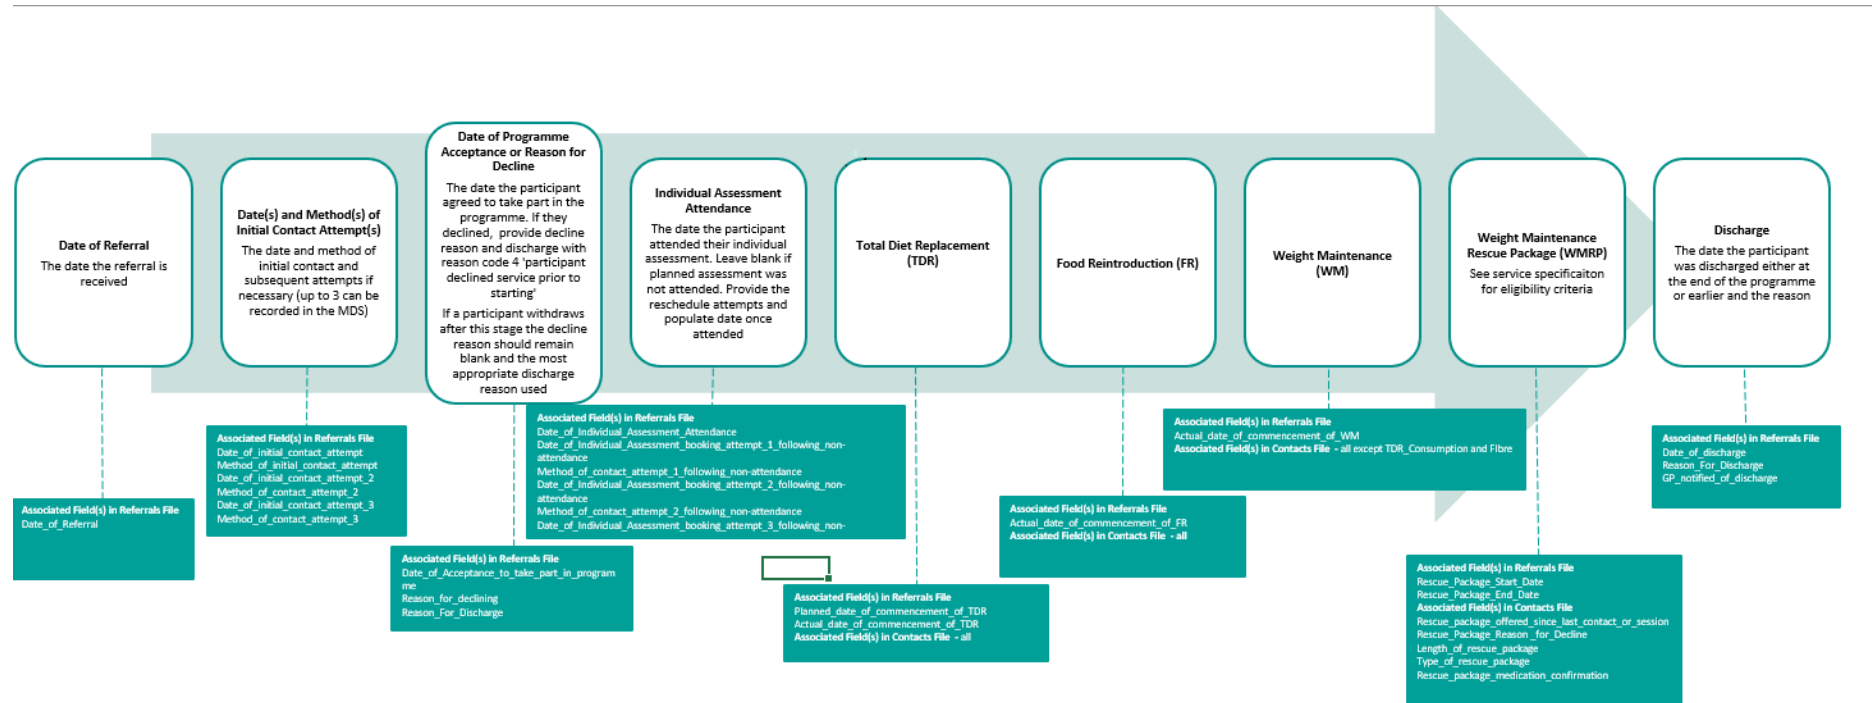 Date of Referral
The date the referral is
received
Date(s) and Method(s) of
Initial Contact Attempt(s)
The date and method of
initial contact and
subsequent attempts if
necessary (up to 3 can be
recorded in the MDS)
Date of Programme
Acceptance or Reason for
Decline
The date the participant
agreed to take part in the
programme. If they
declined, provide decline
reason and discharge with
reason code 4 'participant
declined service prior to
starting'
If a participant withdraws
after this stage the decline
reason should remain
blank and the most
appropriate discharge
reason used
Individual Assessment
Attendance
The date the participant
attended their individual
assessment. Leave blank if
planned assessment was
not attended. Provide the
reschedule attempts and
populate date once
attended
Total Diet Replacement
(TDR)
Food Reintroduction (FR)
Weight Maintenance
(WM)
Weight Maintenance
Rescue Package (WMRP)
See service specificaiton
for eligibility criteria
Discharge
The date the participant
was discharged either at
the end of the programme
or earlier and the reason
Associated Field(s) in Referrals File
Date_of_Referral
Associated Field(s) in Referrals File
Date_of_initial_contact_attempt
Method_of_initial_contact_attempt
Date_of_initial_contact_attempt_2
Method_of_contact_attempt_2
Date_of_initial_contact_attempt_3
Method_of_contact_attempt_3
Associated Field(s) in Referrals File
Date_of_Acceptance_to_take_part_in_program
me
Reason_for_declining
Reason_For_Discharge
Associated Field(s) in Referrals File
Date_of_Individual_Assessment_Attendance
Date_of_Individual_Assessment_booking_attempt_1_following_non-
attendance
Method_of_contact_attempt_1_following_non-attendance
Date_of_Individual_Assessment_booking_attempt_2_following_non-
attendance
Method_of_contact_attempt_2_following_non-attendance
Date_of_Individual_Assessment_booking_attempt_3_following_non-
Associated Field(s) in Referrals File
Planned_date_of_commencement_of_TDR
Actual_date_of_commencement_of_TDR
Associated Field(s) in Contacts File - all
Associated Field(s) in Referrals File
Actual_date_of_commencement_of_FR
Associated Field(s) in Contacts File - all
Associated Field(s) in Referrals File
Actual_date_of_commencement_of_WM
Associated Field(s) in Contacts File - all except TDR_Consumption and FIbre
Associated Field(s) in Referrals File
Rescue_Package_Start_Date
Rescue_Package_End_Date
Associated Field(s) in Contacts File
Rescue_package_offered_since_last_contact_or_session
Rescue_Package_Reason_for_Decline
Length_of_rescue_package
Type_of_rescue_package
Rescue_package_medication_confirmation
Associated Field(s) in Referrals File
Date_of_discharge
Reason_For_Discharge
GP_notified_of_discharge